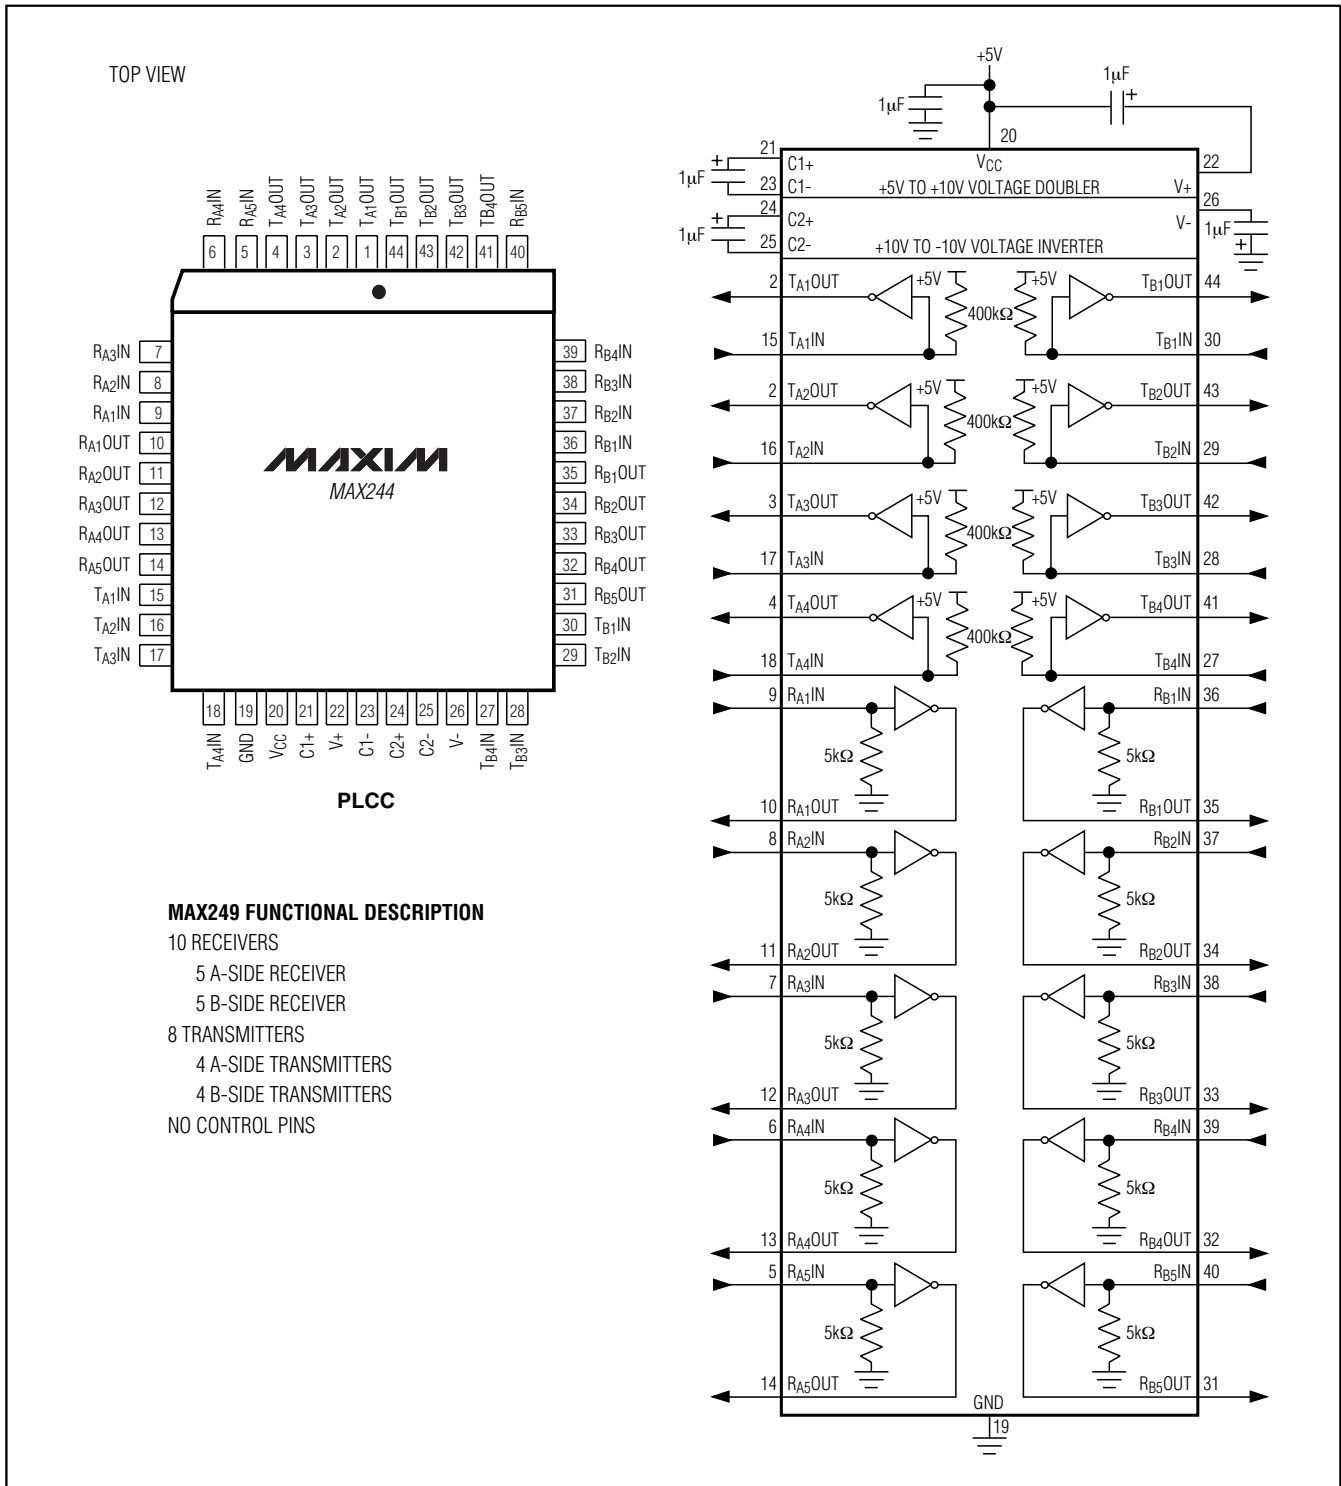 TOP VIEW
RA4IN
RA5IN
TA4OUT
TA3OUT
TA2OUT
TA1OUT
TB1OUT
TB2OUT
TB3OUT
TB4OUT
RB5IN
6 5 4 3 2 1 44 43 42 41 40
RA3IN 7
RA2IN 8
RA1IN 9
RA1OUT 10
RA2OUT 11
RA3OUT 12
RA4OUT 13
RA5OUT 14
TA1IN 15
TA2IN 16
TA3IN 17
MAXIM
MAX244
39 RB4IN
38 RB3IN
37 RB2IN
36 RB1IN
35 RB1OUT
34 RB2OUT
33 RB3OUT
32 RB4OUT
31 RB5OUT
30 TB1IN
29 TB2IN
18 19 20 21 22 23 24 25 26 27 28
TA4IN
GND
VCC
C1+
V+
C1-
C2+
C2-
V-
TB4IN
TB3IN
PLCC
MAX249 FUNCTIONAL DESCRIPTION
10 RECEIVERS
5 A-SIDE RECEIVER
5 B-SIDE RECEIVER
8 TRANSMITTERS
4 A-SIDE TRANSMITTERS
4 B-SIDE TRANSMITTERS
NO CONTROL PINS
+5V
1µF
1µF +
20
21 C1+ VCC 22
+ 1µF
23 C1- +5V TO +10V VOLTAGE DOUBLER V+
24 C2+ V- 26
+ 1µF
25 C2- +10V TO -10V VOLTAGE INVERTER
1µF +
2 TA1OUT +5V +5V TB1OUT 44
400kΩ
15 TA1IN TB1IN 30
2 TA2OUT +5V +5V TB2OUT 43
400kΩ
16 TA2IN TB2IN 29
3 TA3OUT +5V +5V TB3OUT 42
400kΩ
17 TA3IN TB3IN 28
4 TA4OUT +5V +5V TB4OUT 41
400kΩ
18 TA4IN TB4IN 27
9 RA1IN RB1IN 36
5kΩ 5kΩ
10 RA1OUT RB1OUT 35
8 RA2IN RB2IN 37
5kΩ 5kΩ
11 RA2OUT RB2OUT 34
7 RA3IN RB3IN 38
5kΩ 5kΩ
12 RA3OUT RB3OUT 33
6 RA4IN RB4IN 39
5kΩ 5kΩ
13 RA4OUT RB4OUT 32
5 RA5IN RB5IN 40
5kΩ 5kΩ
14 RA5OUT RB5OUT 31
GND
19